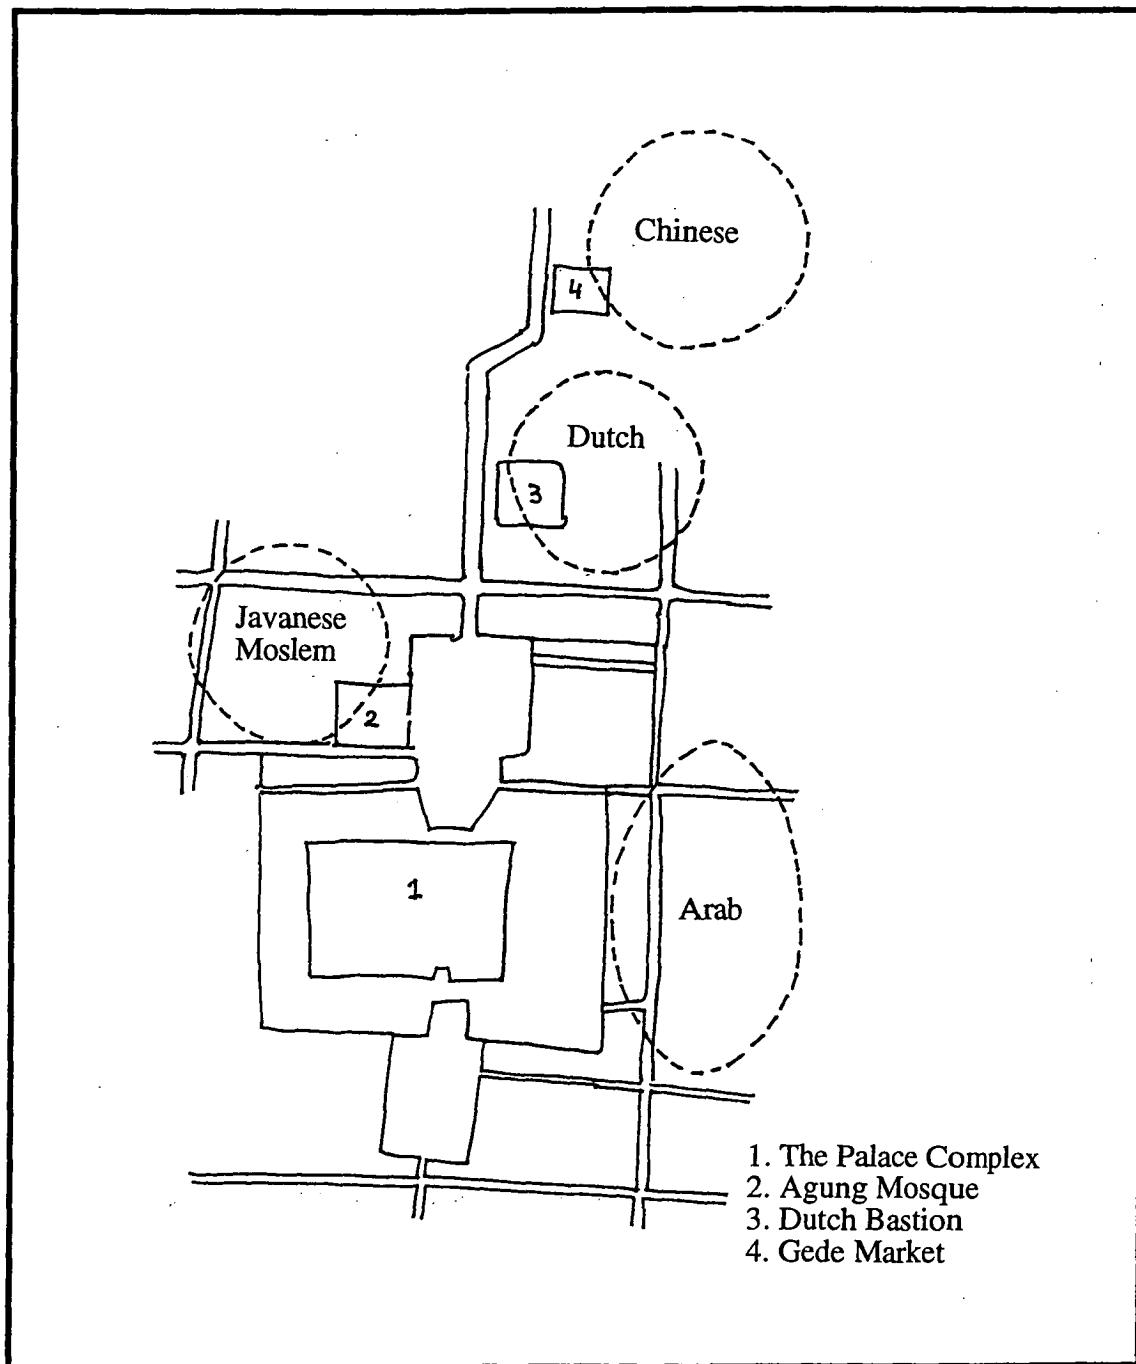 Chinese
4
Dutch
3
Javanese
Moslem
2
1
Arab
1. The Palace Complex
2. Agung Mosque
3. Dutch Bastion
4. Gede Market